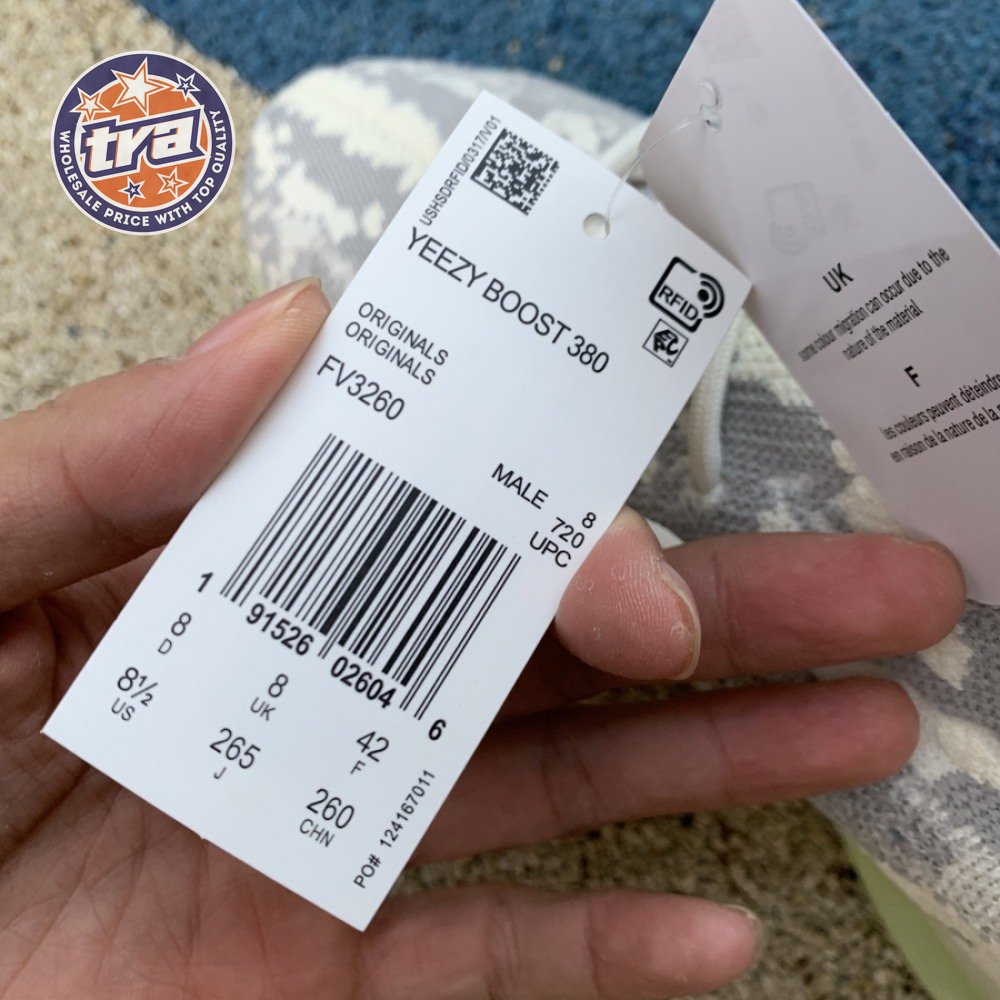 tra
WHOLESALE PRICE WITH TOP QUALITY
USHSDRFID/0317/V01
YEEZY BOOST 380
RFID
ORIGINALS
ORIGINALS
FV3260
MALE 8
720
UPC
1 91526 02604 6
8 D
8 UK
42 F
8½ US
265 J
260 CHN
PO# 124167011
UK
some colour migration can occur due to the
nature of the material
F
les couleurs peuvent déteindre
en raison de la nature de la